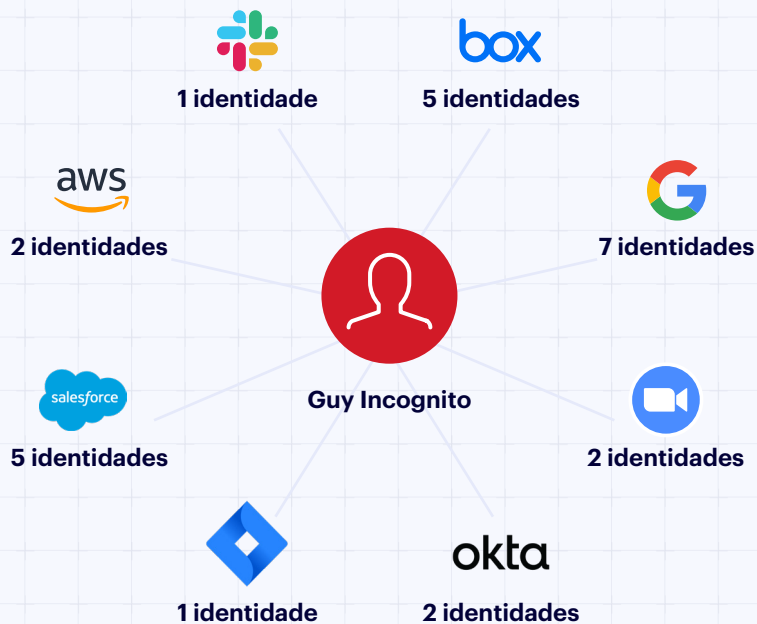 box
1 identidade
5 identidades
aws
G
2 identidades
7 identidades
salesforce
Guy Incognito
5 identidades
2 identidades
okta
1 identidade
2 identidades